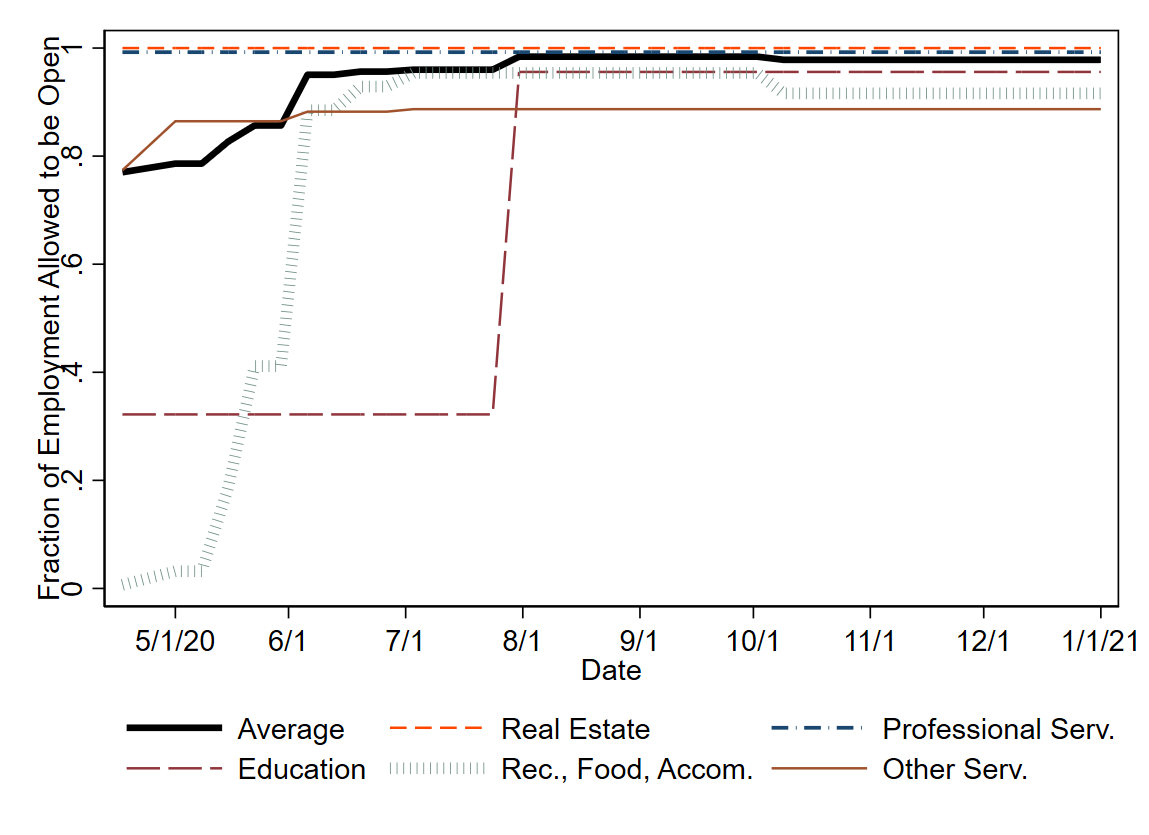 Fraction of Employment Allowed to be Open
1
.8
.6
.4
.2
0
5/1/20 6/1 7/1 8/1 9/1 10/1 11/1 12/1 1/1/21
Date
Average Real Estate Professional Serv.
Education Rec., Food, Accom. Other Serv.